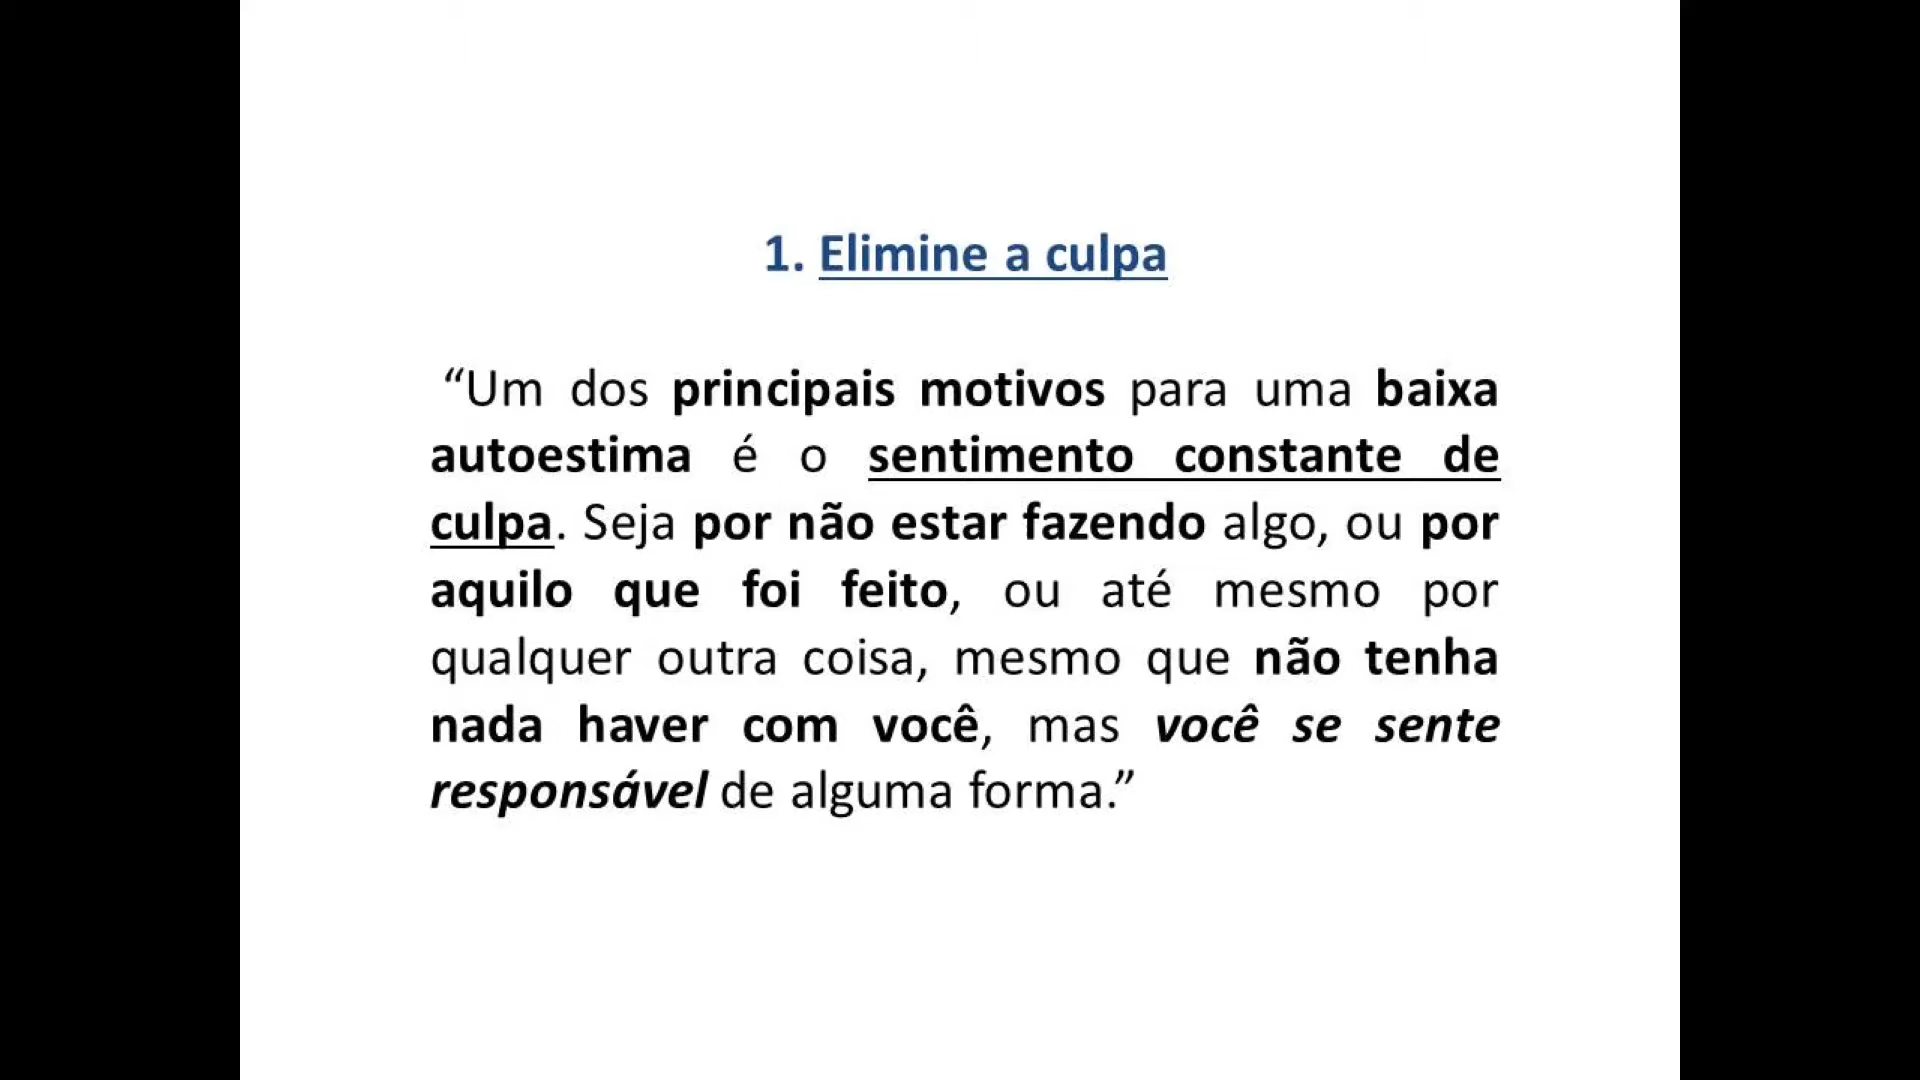 1. Elimine a culpa
“Um dos principais motivos para uma baixa
autoestima é o sentimento constante de
culpa. Seja por não estar fazendo algo, ou por
aquilo que foi feito, ou até mesmo por
qualquer outra coisa, mesmo que não tenha
nada haver com você, mas você se sente
responsável de alguma forma.”